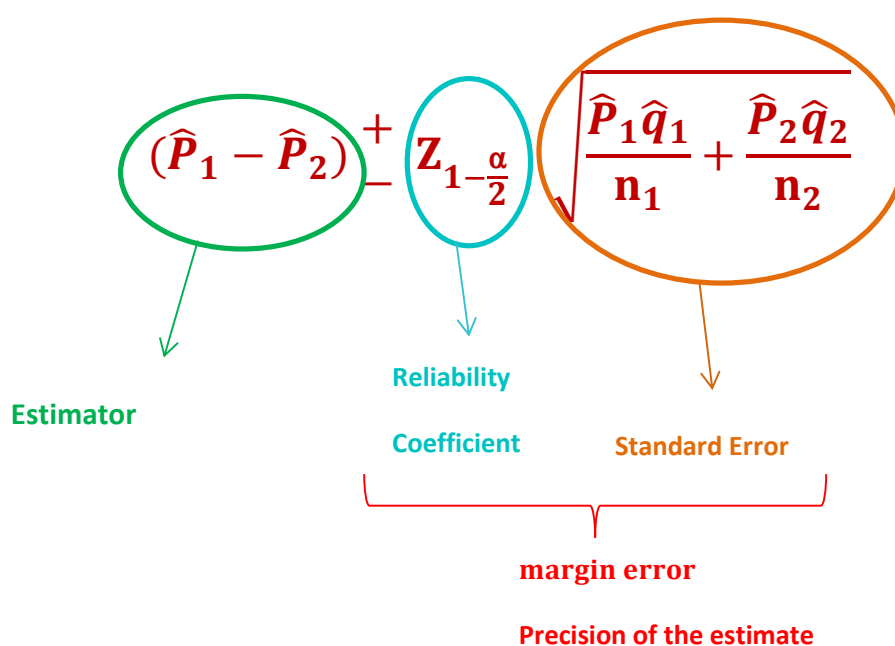 (P̂₁ − P̂₂) ± Z₁₋α/₂ √(P̂₁q̂₁/n₁ + P̂₂q̂₂/n₂)
Estimator
Reliability
Coefficient
Standard Error
margin error
Precision of the estimate